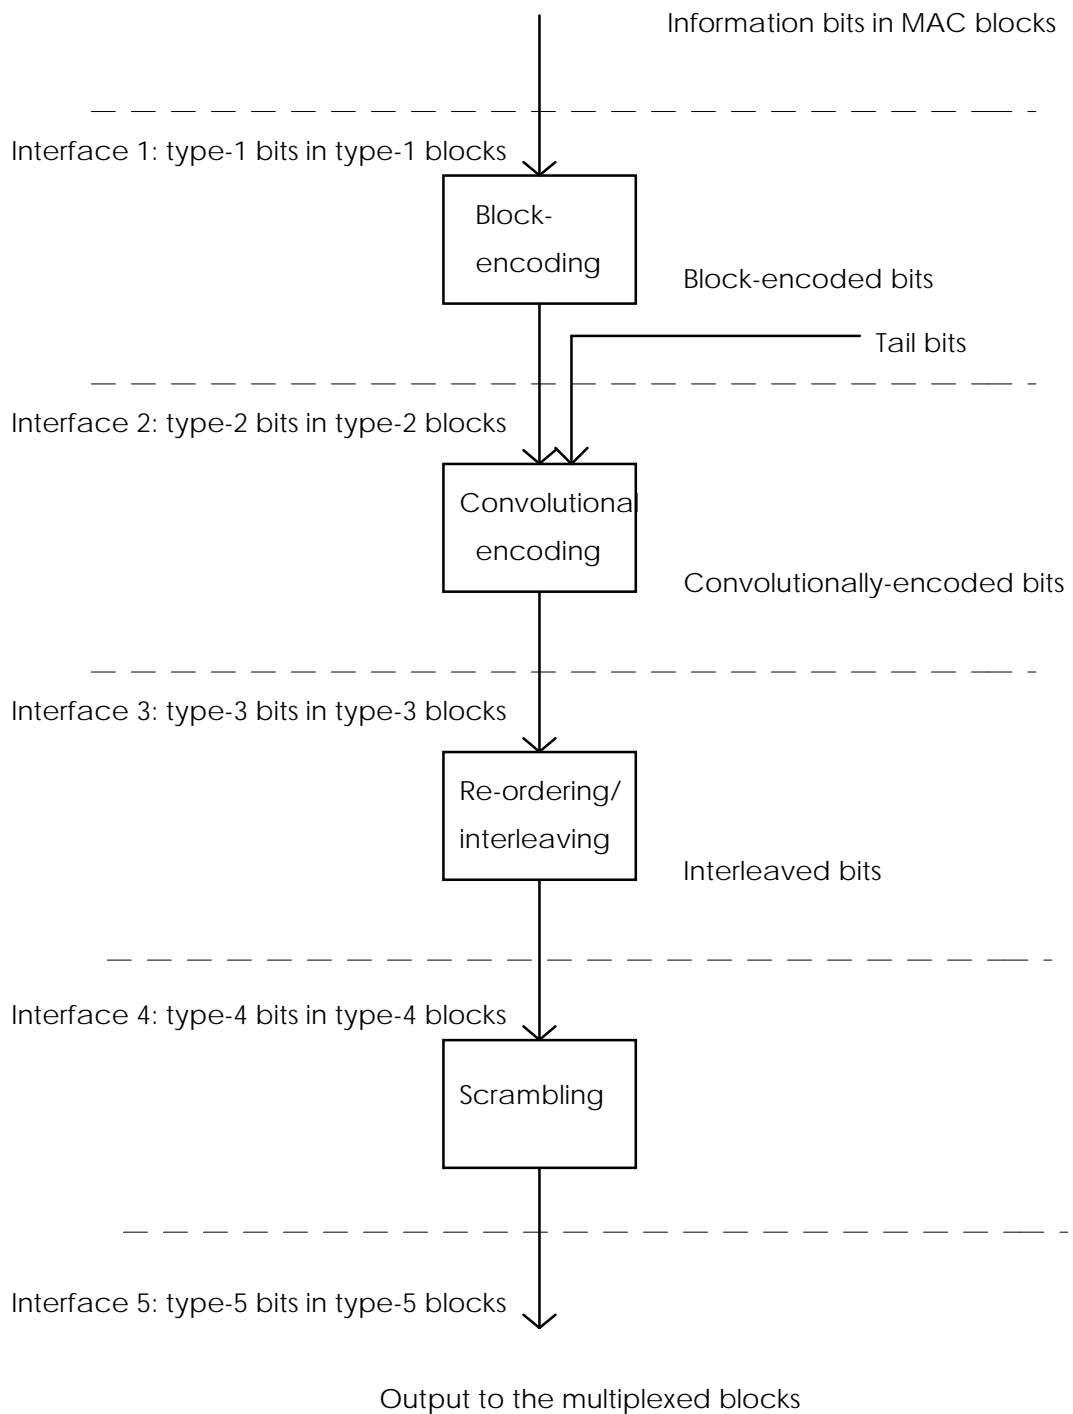 Information bits in MAC blocks
Interface 1: type-1 bits in type-1 blocks
Block-
encoding
Block-encoded bits
Tail bits
Interface 2: type-2 bits in type-2 blocks
Convolutional
encoding
Convolutionally-encoded bits
Interface 3: type-3 bits in type-3 blocks
Re-ordering/
interleaving
Interleaved bits
Interface 4: type-4 bits in type-4 blocks
Scrambling
Interface 5: type-5 bits in type-5 blocks
Output to the multiplexed blocks